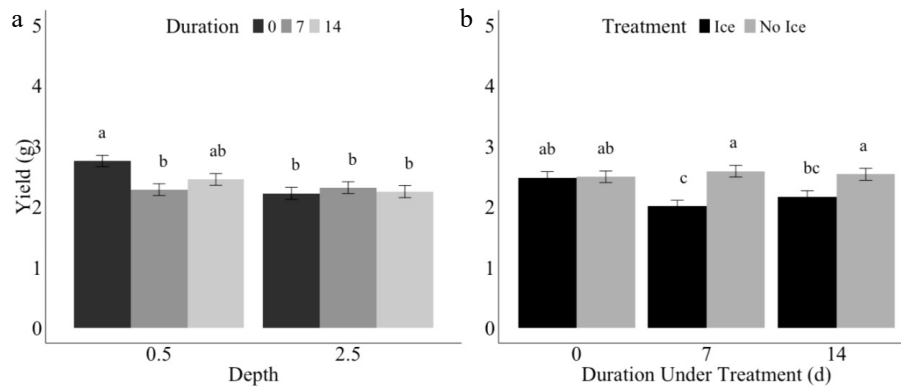 a
Duration 0 7 14
5
4
3
2
1
0
Yield (g)
a
b
ab
b
b
b
0.5 2.5
Depth
b
Treatment Ice No Ice
5
4
3
2
1
0
ab
ab
c
a
bc
a
0 7 14
Duration Under Treatment (d)